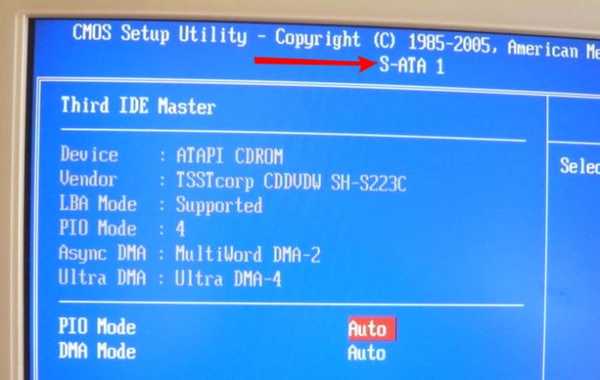 CMOS Setup Utility - Copyright (C) 1985-2005, American
S-ATA 1
Third IDE Master
Device : ATAPI CDROM
Vendor : TSSTcorp CDDVDW SH-S223C
LBA Mode : Supported
PIO Mode : 4
Async DMA : MultiWord DMA-2
Ultra DMA : Ultra DMA-4
PIO Mode Auto
DMA Mode Auto